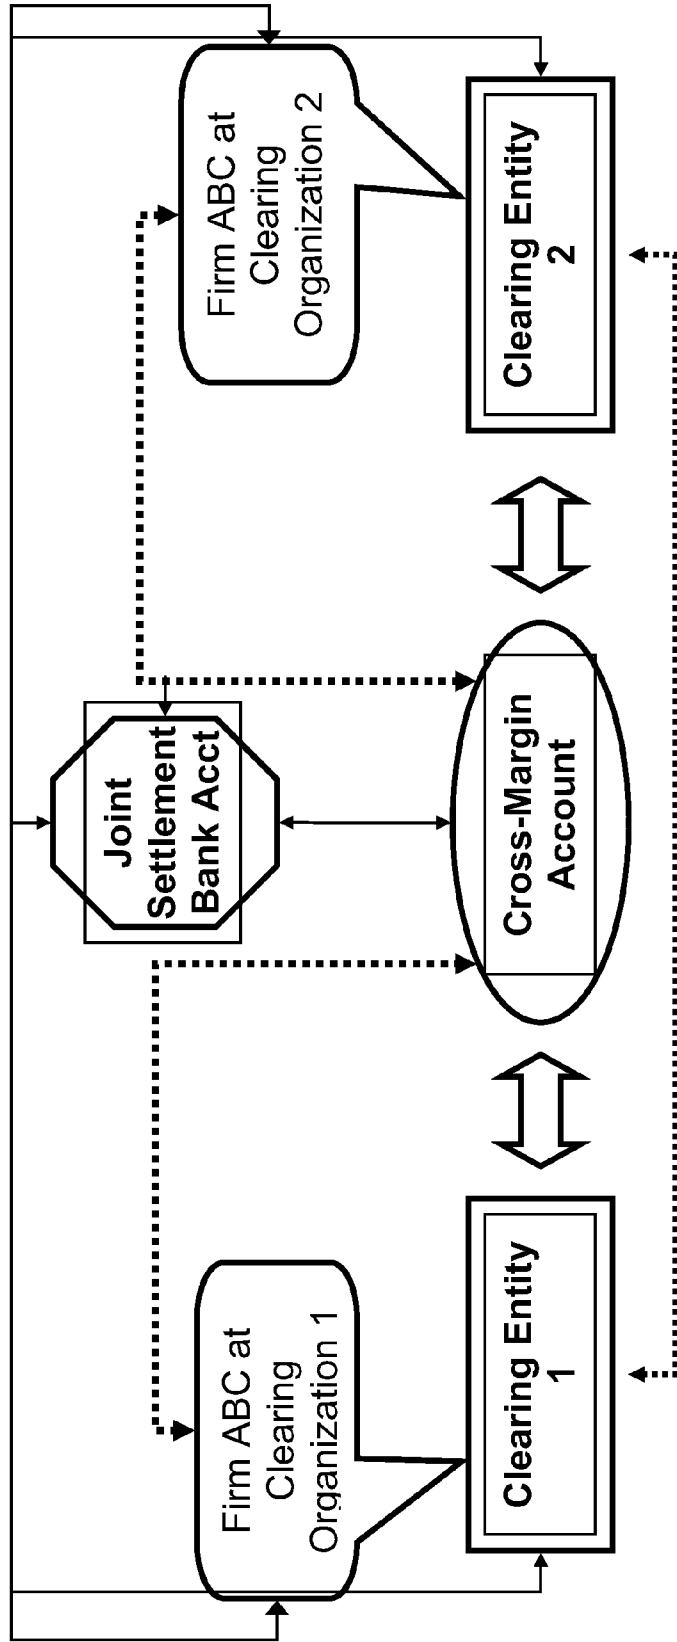 Firm ABC at
Clearing
Organization 1
Joint
Settlement
Bank Acct
Firm ABC at
Clearing
Organization 2
Clearing Entity
1
Cross-Margin
Account
Clearing Entity
2